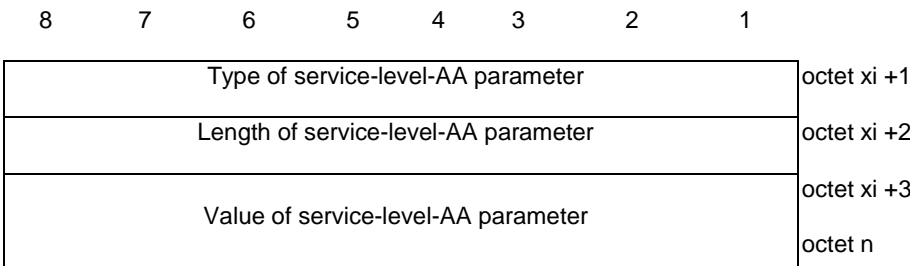 8 7 6 5 4 3 2 1
Type of service-level-AA parameter octet xi +1
Length of service-level-AA parameter octet xi +2
octet xi +3
Value of service-level-AA parameter
octet n